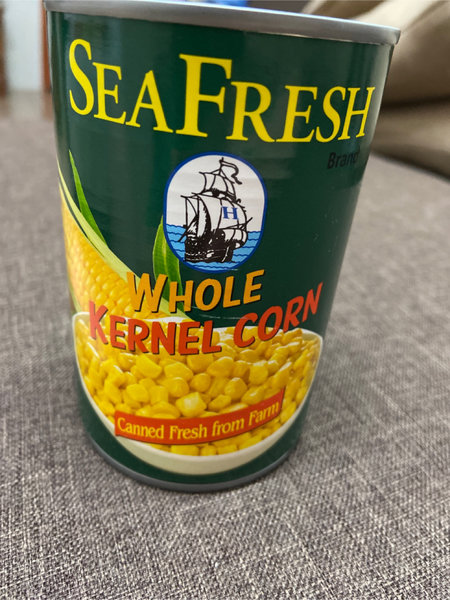 SEAFRESH
Brand
H
WHOLE
KERNEL CORN
Canned Fresh from Farm